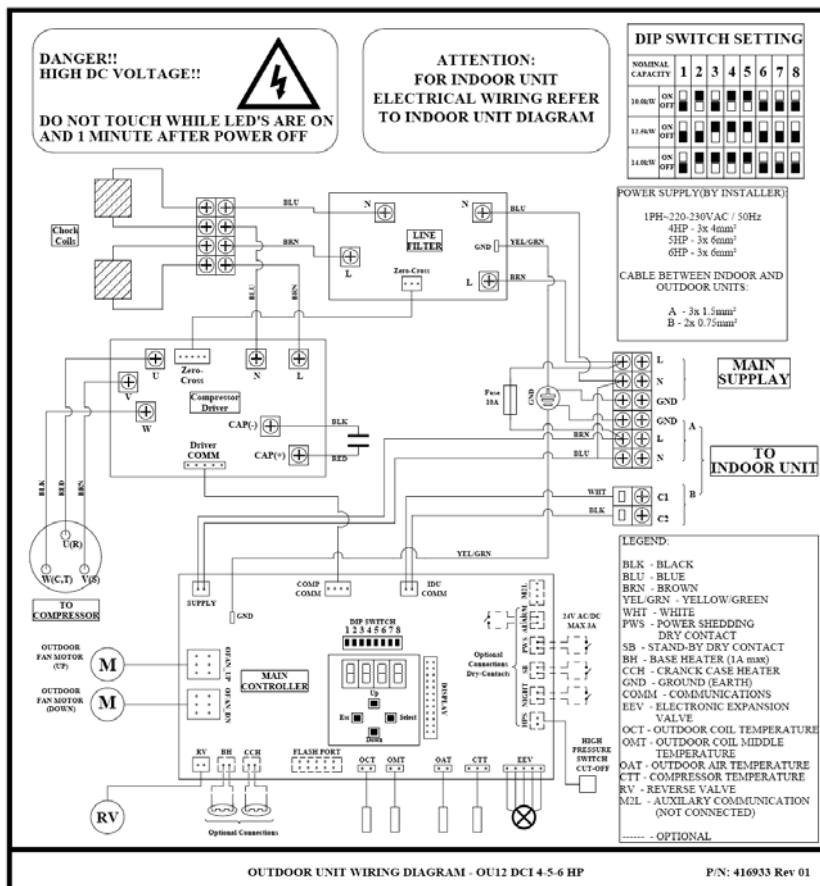 DANGER!!
HIGH DC VOLTAGE!!
DO NOT TOUCH WHILE LED'S ARE ON
AND 1 MINUTE AFTER POWER OFF
ATTENTION:
FOR INDOOR UNIT
ELECTRICAL WIRING REFER
TO INDOOR UNIT DIAGRAM
DIP SWITCH SETTING
NOMINAL
CAPACITY
1 2 3 4 5 6 7 8
10.0kW ON
OFF
12.5kW ON
OFF
14.0kW ON
OFF
POWER SUPPLY(BY INSTALLER):
1PH~220-230VAC / 50Hz
4HP - 3x 4mm²
5HP - 3x 6mm²
6HP - 3x 6mm²
CABLE BETWEEN INDOOR AND
OUTDOOR UNITS:
A - 3x 1.5mm²
B - 2x 0.75mm²
Chock
Coils
BLU
BRN
BLU
BRN
N
N
LINE
FILTER
GND
L
Zero-Cross
L
BLU
YEL/GRN
BRN
U
V
W
Zero-
Cross
N
L
Compressor
Driver
CAP(-)
CAP(+)
BLK
RED
Driver
COMM
Fuse
10A
GND
BRN
BLU
L
N
GND
GND
L
N
MAIN
SUPPLAY
A
TO
INDOOR UNIT
B
WHT
C1
BLK
C2
BLK
RED
BRN
U(R)
W(C,T)
V(S)
TO
COMPRESSOR
YEL/GRN
SUPPLY
GND
COMP
COMM
IDU
COMM
DIP SWITCH
1 2 3 4 5 6 7 8
MAIN
CONTROLLER
Up
Esc
Select
Down
DISPLAY
OUTDOOR
FAN MOTOR
(UP)
M
OFAN_UP
OUTDOOR
FAN MOTOR
(DOWN)
M
OFAN_DN
M2L
ALARM
PWS
SB
NIGHT
HPS
24V AC/DC
MAX 3A
Optional
Connections
Dry-Contacts
HIGH
PRESSURE
SWITCH
CUT-OFF
RV
BH
CCH
FLASH PORT
OCT
OMT
OAT
CTT
EEV
RV
Optional Connections
LEGEND:
BLK - BLACK
BLU - BLUE
BRN - BROWN
YEL/GRN - YELLOW/GREEN
WHT - WHITE
PWS - POWER SHEDDING
DRY CONTACT
SB - STAND-BY DRY CONTACT
BH - BASE HEATER (1A max)
CCH - CRANCK CASE HEATER
GND - GROUND (EARTH)
COMM - COMMUNICATIONS
EEV - ELECTRONIC EXPANSION
VALVE
OCT - OUTDOOR COIL TEMPERATURE
OMT - OUTDOOR COIL MIDDLE
TEMPERATURE
OAT - OUTDOOR AIR TEMPERATURE
CTT - COMPRESSOR TEMPERATURE
RV - REVERSE VALVE
M2L - AUXILARY COMMUNICATION
(NOT CONNECTED)
------ - OPTIONAL
OUTDOOR UNIT WIRING DIAGRAM - OU12 DCI 4-5-6 HP
P/N: 416933 Rev 01